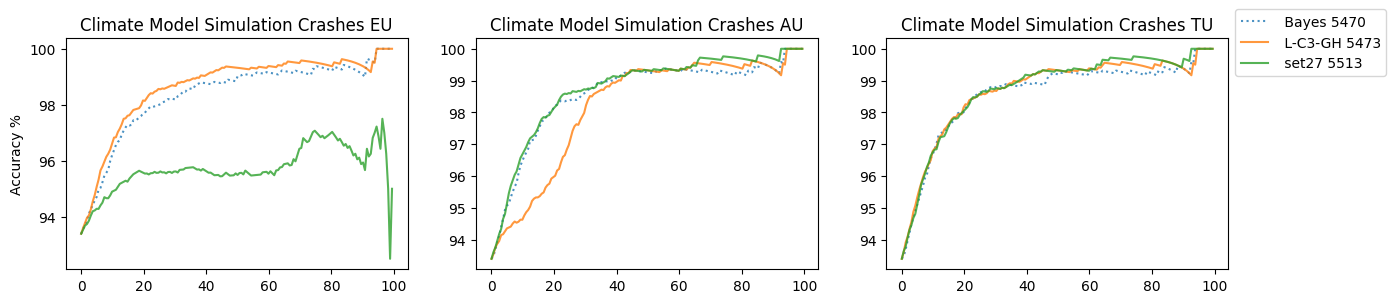 Climate Model Simulation Crashes EU
Climate Model Simulation Crashes AU
Climate Model Simulation Crashes TU
Bayes 5470
L-C3-GH 5473
set27 5513
Accuracy %
100
98
96
94
0 20 40 60 80 100
100
99
98
97
96
95
94
0 20 40 60 80 100
100
99
98
97
96
95
94
0 20 40 60 80 100